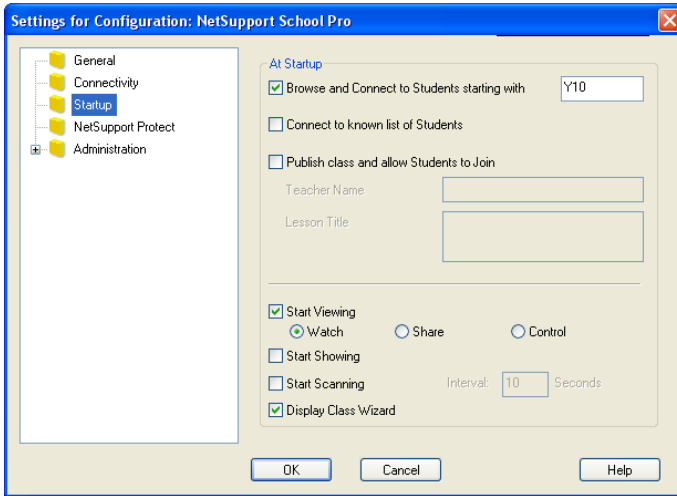 Settings for Configuration: NetSupport School Pro
General
Connectivity
Startup
NetSupport Protect
Administration
At Startup
Browse and Connect to Students starting with Y10
Connect to known list of Students
Publish class and allow Students to Join
Teacher Name
Lesson Title
Start Viewing
Watch Share Control
Start Showing
Start Scanning Interval: 10 Seconds
Display Class Wizard
OK Cancel Help